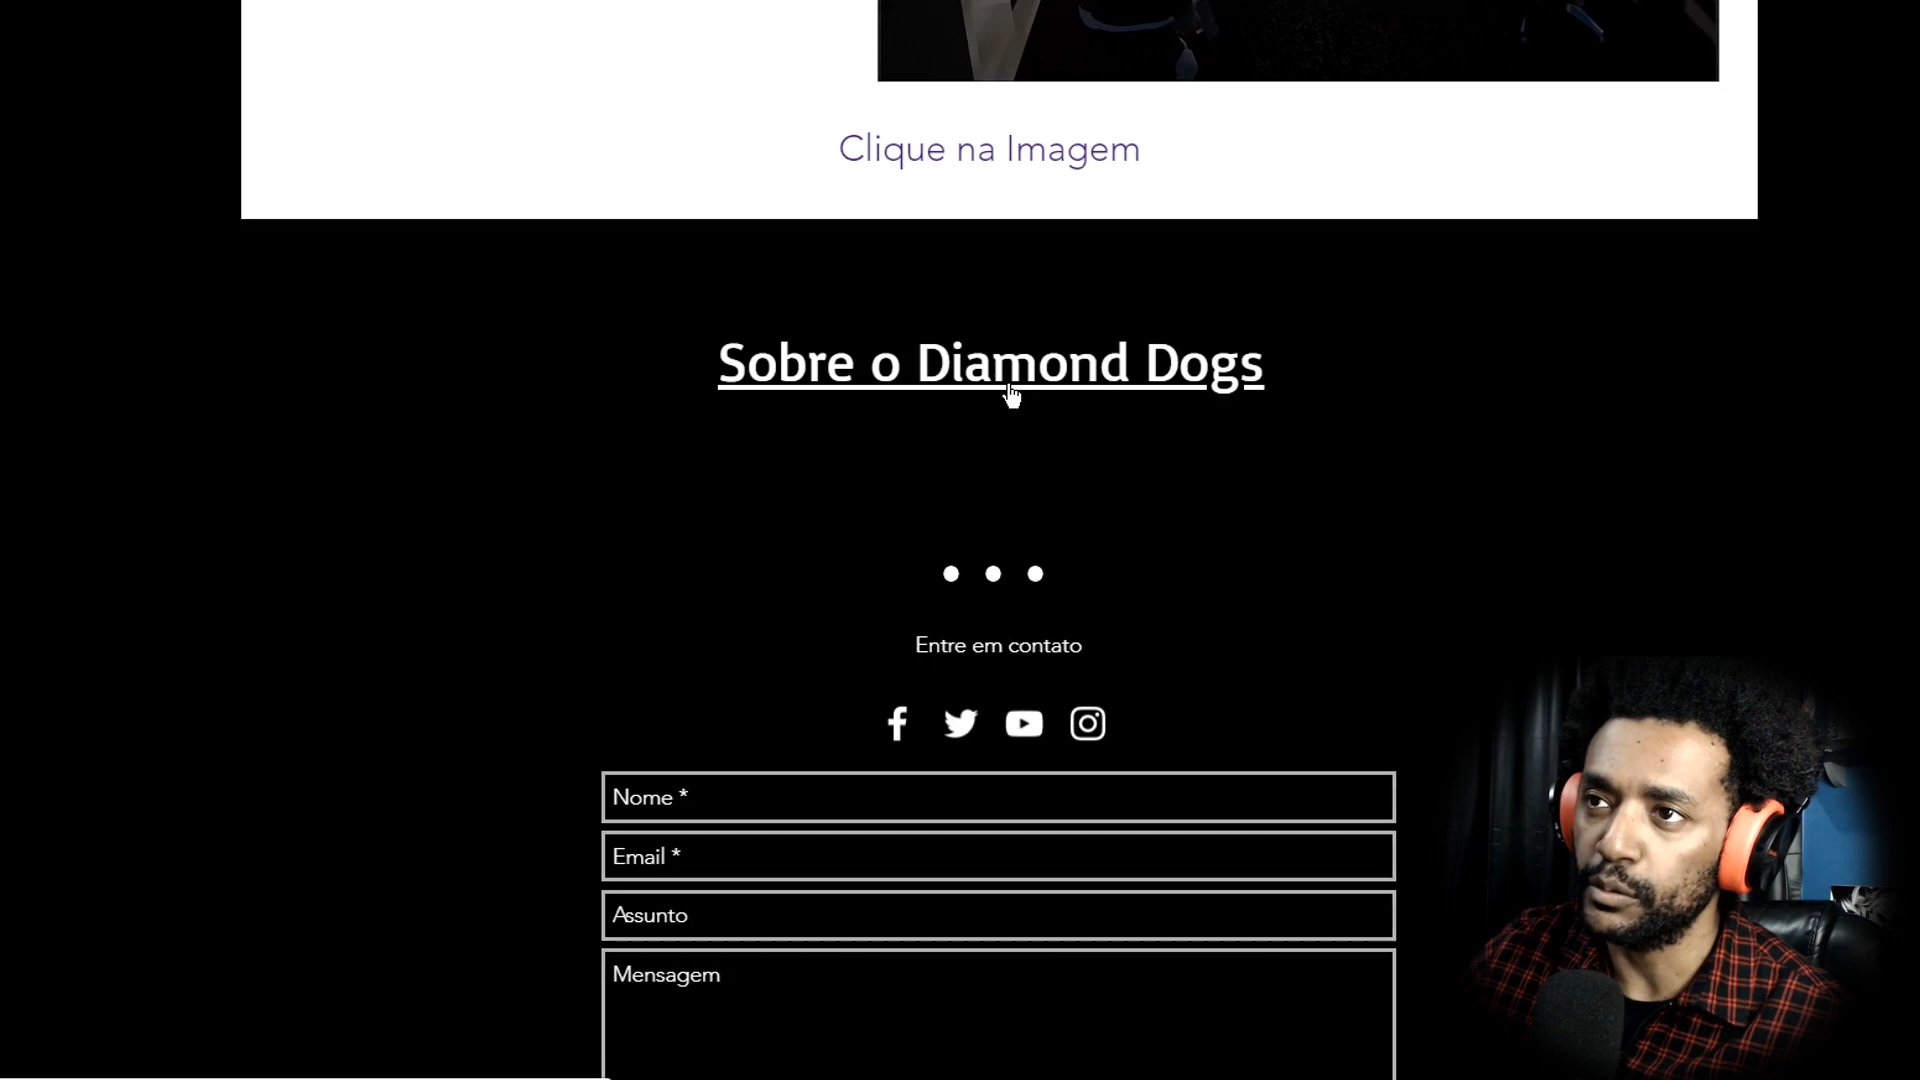 Clique na Imagem
Sobre o Diamond Dogs
Entre em contato
Nome *
Email *
Assunto
Mensagem